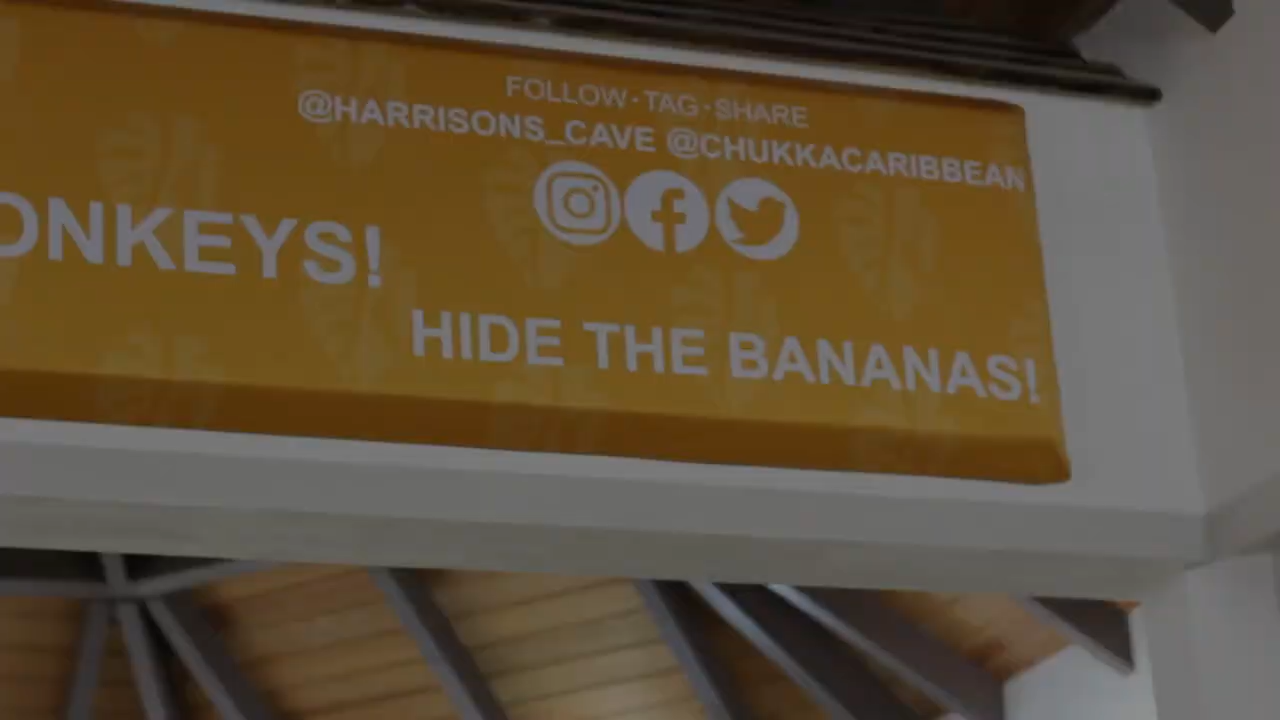 FOLLOW · TAG · SHARE
@HARRISONS_CAVE @CHUKKACARIBBEAN
ONKEYS!
HIDE THE BANANAS!